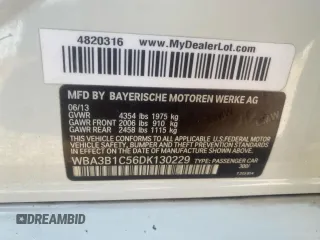 4820316 www.MyDealerLot.com
MFD BY BAYERISCHE MOTOREN WERKE AG
06/13
GVWR 4354 lbs 1975 kg
GAWR FRONT 2006 lbs 910 kg
GAWR REAR 2458 lbs 1115 kg
THIS VEHICLE CONFORMS TO ALL APPLICABLE FEDERAL MOTOR
VEHICLE SAFETY, BUMPER, AND THEFT PREVENTION STANDARDS
IN EFFECT ON THE DATE OF MANUFACTURE SHOWN ABOVE.
WBA3B1C56DK130229 TYPE: PASSENGER CAR
© CREAMBID STAT.VIN